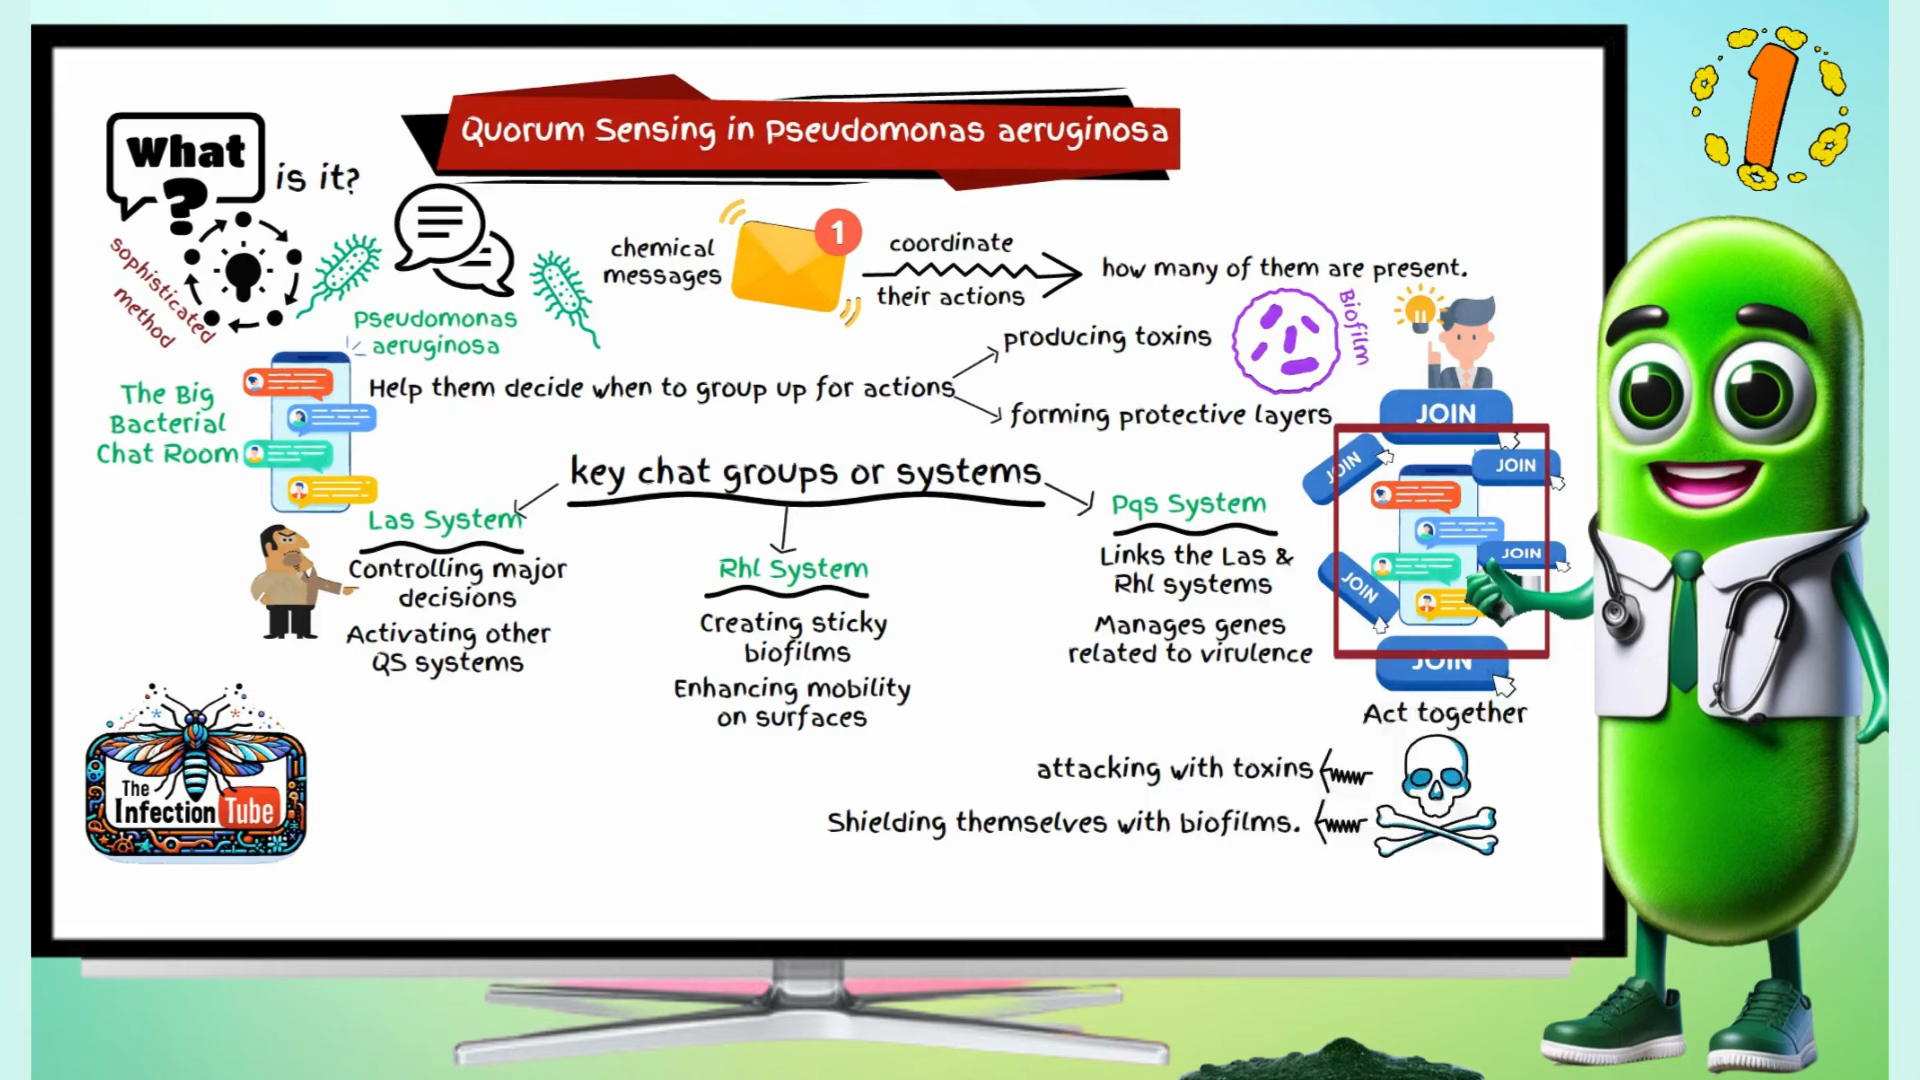 Quorum Sensing in Pseudomonas aeruginosa
What
?
is it?
sophisticated
method
Pseudomonas
aeruginosa
chemical
messages
1
coordinate
their actions
how many of them are present.
1
The Big
Bacterial
Chat Room
Help them decide when to group up for actions
producing toxins
Biofilm
forming protective layers
JOIN
JOIN
JOIN
JOIN
JOIN
JOIN
key chat groups or systems
Las System
Controlling major
decisions
Activating other
QS systems
Rhl System
Creating sticky
biofilms
Enhancing mobility
on surfaces
Pqs System
Links the Las &
Rhl systems
Manages genes
related to virulence
Act together
attacking with toxins
Shielding themselves with biofilms.
The
Infection Tube